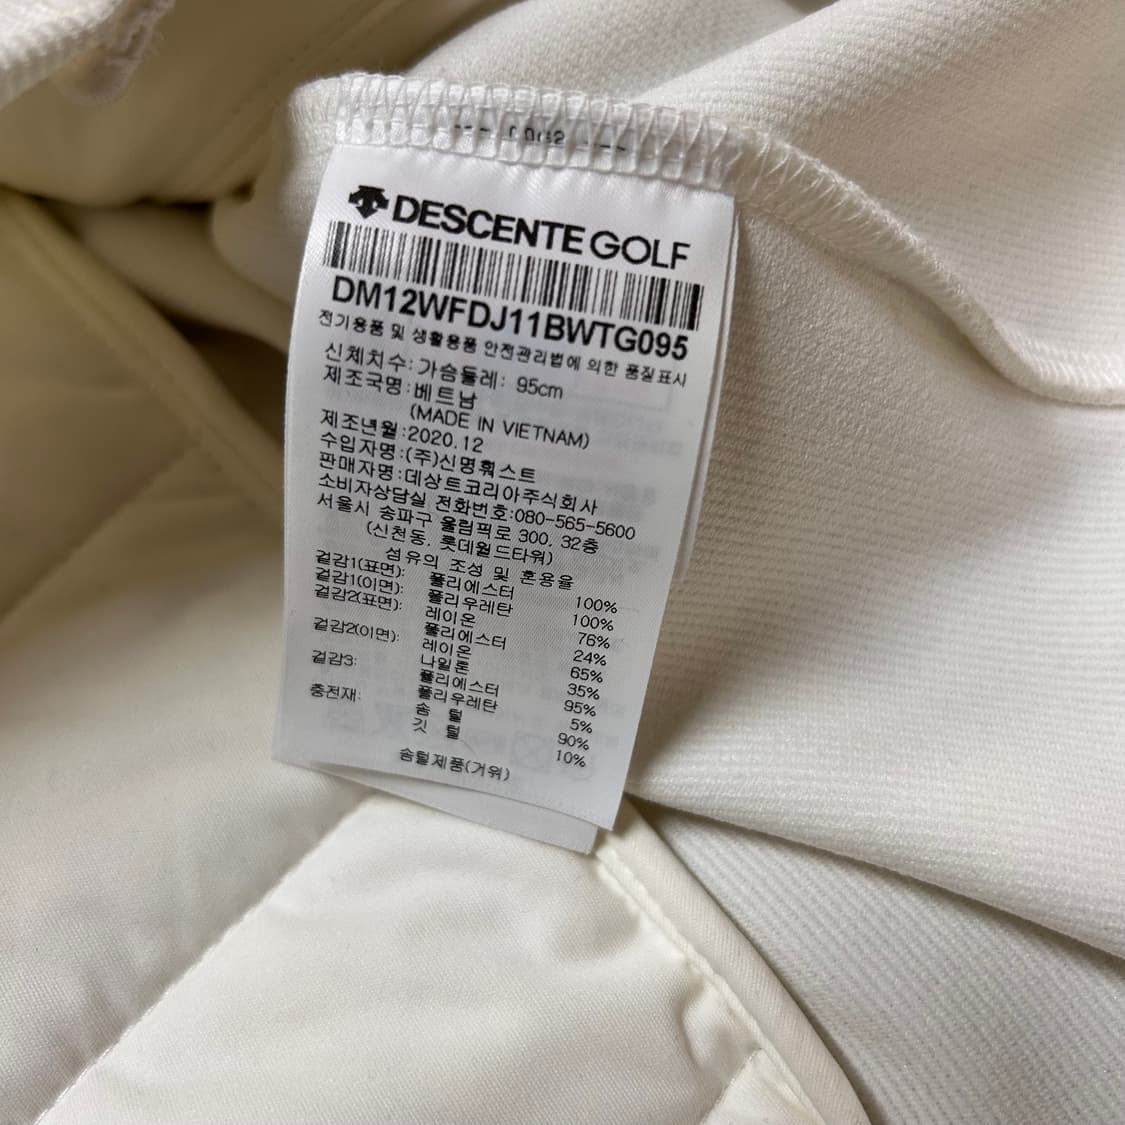 DESCENTE GOLF
DM12WFDJ11BWTG095
전기용품 및 생활용품 안전관리법에 의한 품질표시
신체치수: 가슴둘레: 95cm
제조국명: 베트남
(MADE IN VIETNAM)
제조년월:2020.12
수입자명:(주)신명훠스트
판매자명:데상트코리아주식회사
소비자상담실 전화번호:080-565-5600
서울시 송파구 올림픽로 300, 32층
(신천동, 롯데월드타워)
섬유의 조성 및 혼용율
겉감1(표면): 폴리에스터 100%
겉감1(이면): 폴리우레탄 100%
겉감2(표면): 레이온 76%
폴리에스터 24%
겉감2(이면): 레이온 65%
나일론 35%
겉감3: 폴리에스터 95%
폴리우레탄 5%
충전재: 솜 털 90%
깃 털 10%
솜털제품(거위)